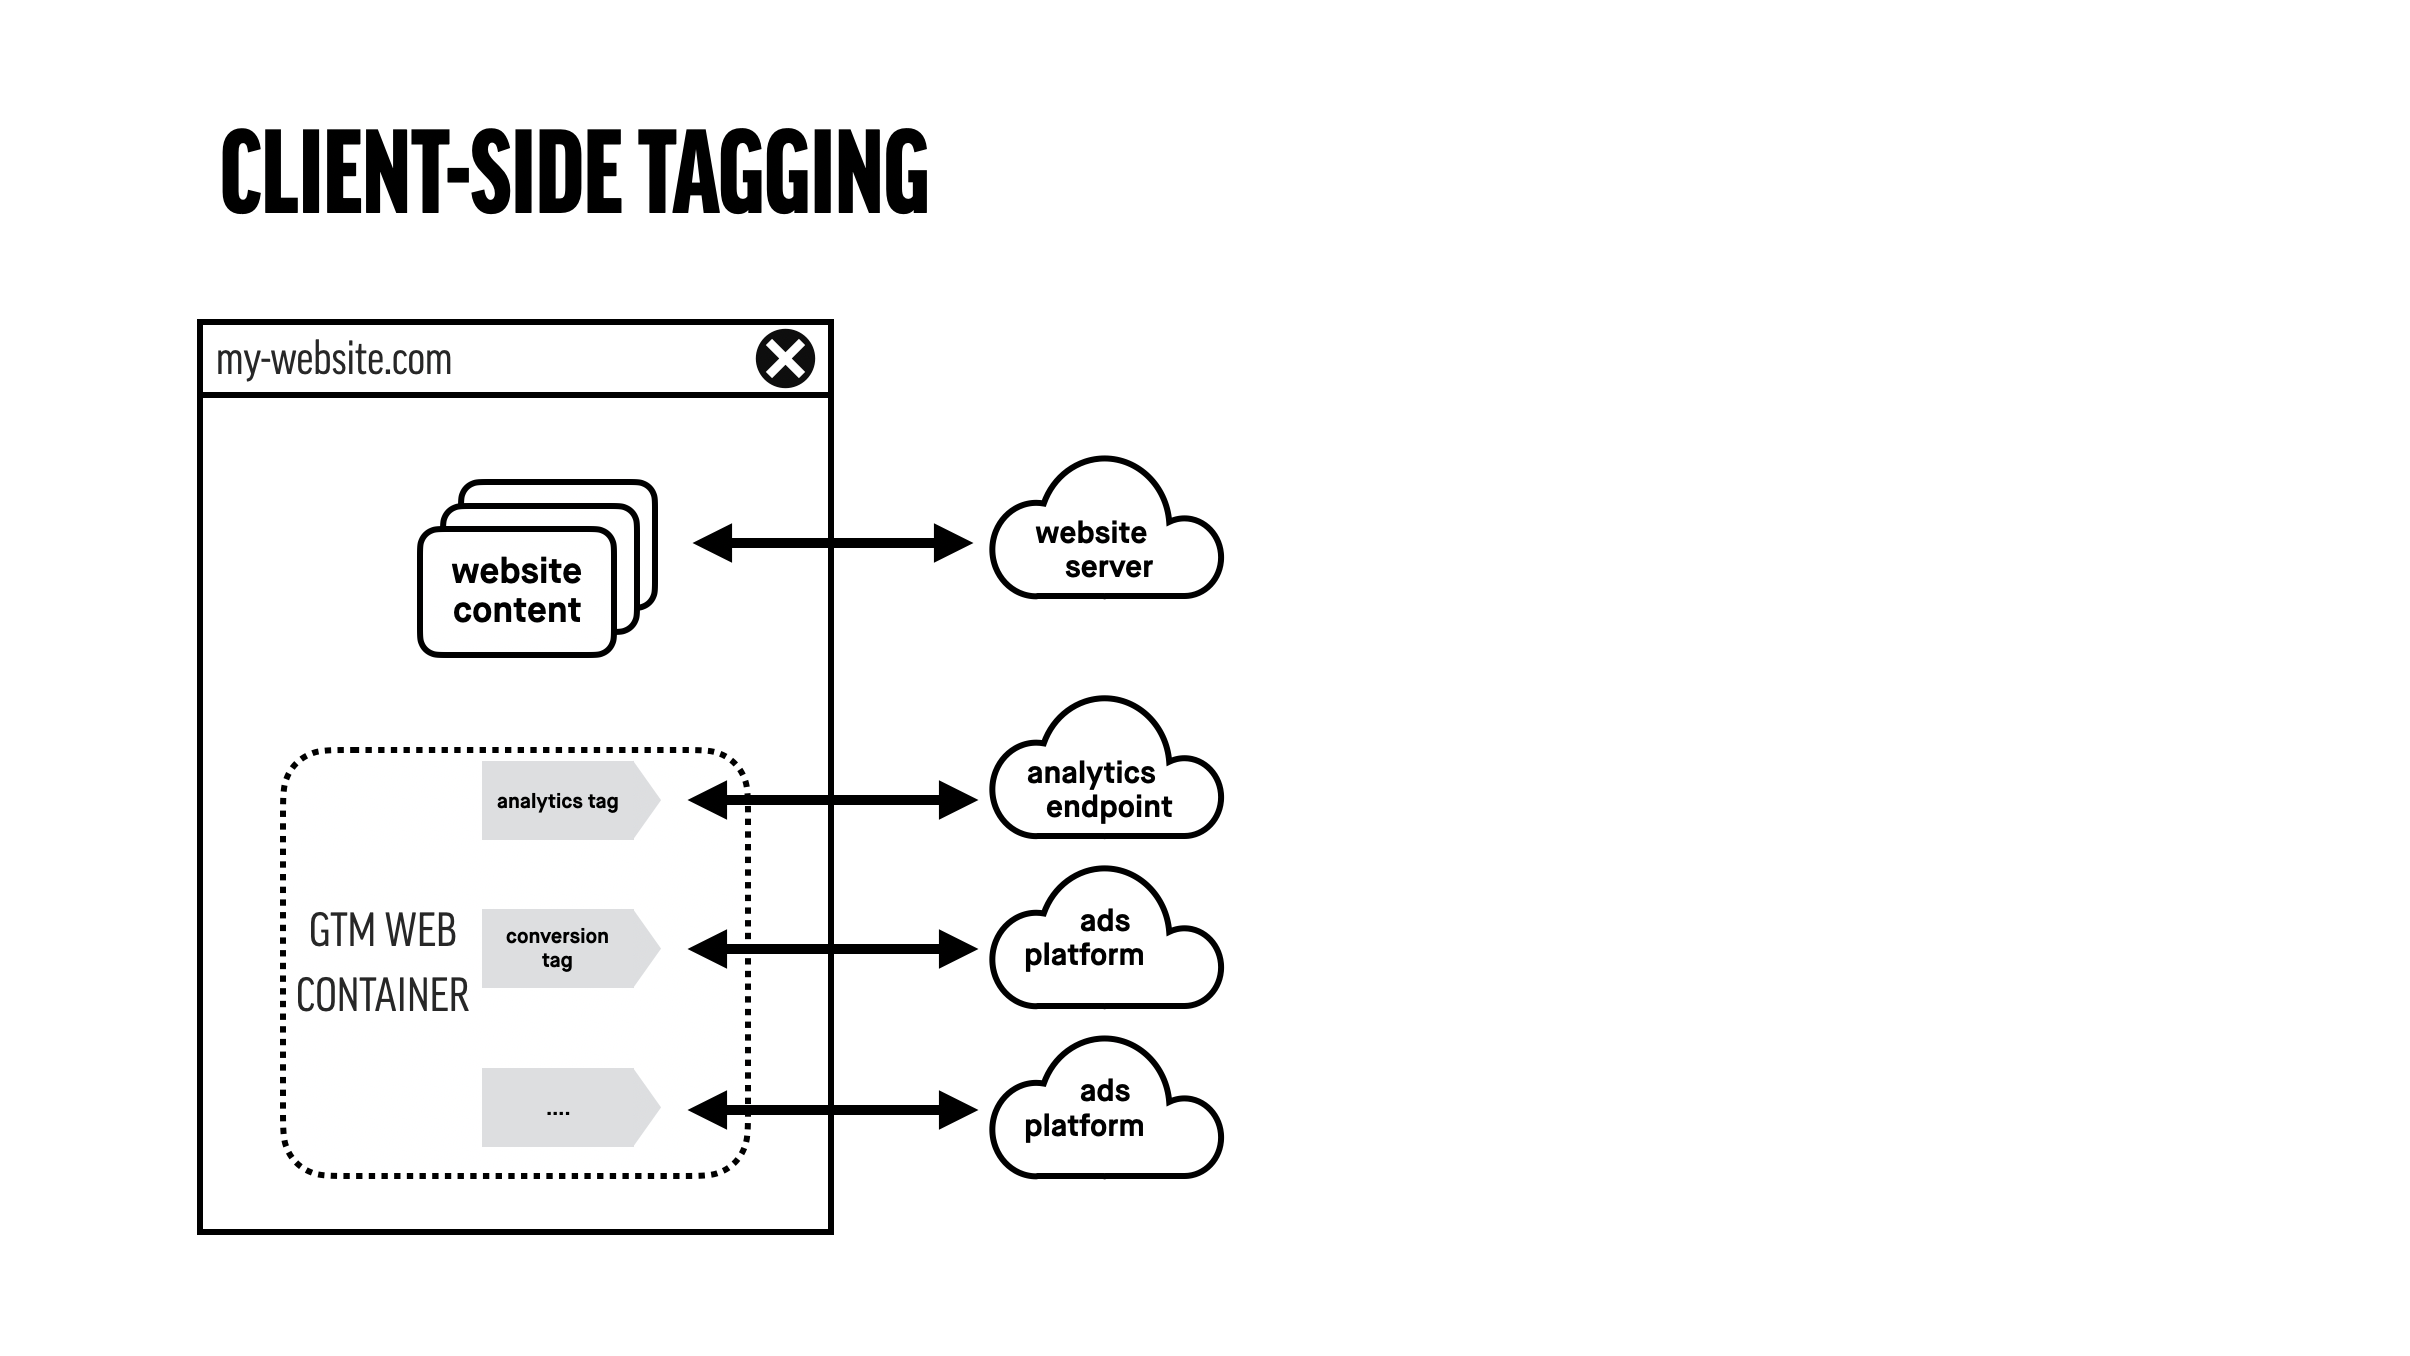 CLIENT-SIDE TAGGING
my-website.com
website
content
website
server
analytics tag
analytics
endpoint
GTM WEB
CONTAINER
conversion
tag
ads
platform
....
ads
platform